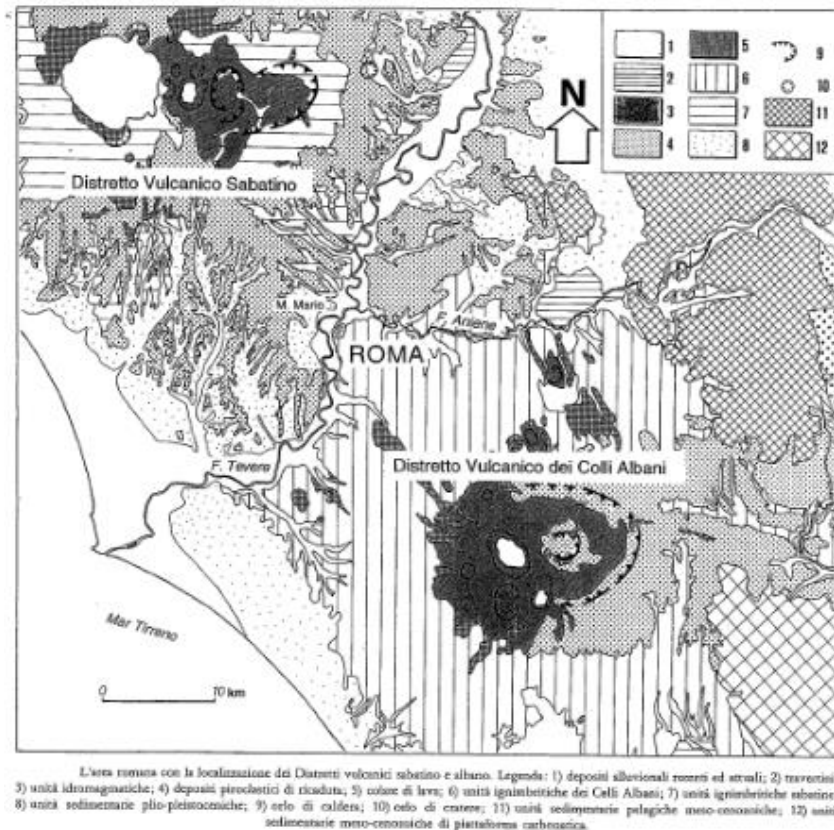 1 5 9
2 6 10
3 7 11
4 8 12
N
Distretto Vulcanico Sabatino
M. Mario
F. Aniene
ROMA
Distretto Vulcanico dei Colli Albani
F. Tevere
Mar Tirreno
0 10 km
L'area romana con la localizzazione dei Distretti vulcanici sabatino e albano. Legenda: 1) depositi alluvionali recenti ed attuali; 2) travertini
3) unità idromagmatiche; 4) depositi piroclastici di ricaduta; 5) colate di lava; 6) unità ignimbritiche dei Colli Albani; 7) unità ignimbritiche sabatine
8) unità sedimentarie plio-pleistoceniche; 9) orlo di caldera; 10) orlo di cratere; 11) unità sedimentarie pelagiche meso-cenozoiche; 12) unità
sedimentarie meso-cenozoiche di piattaforma carbonatica.